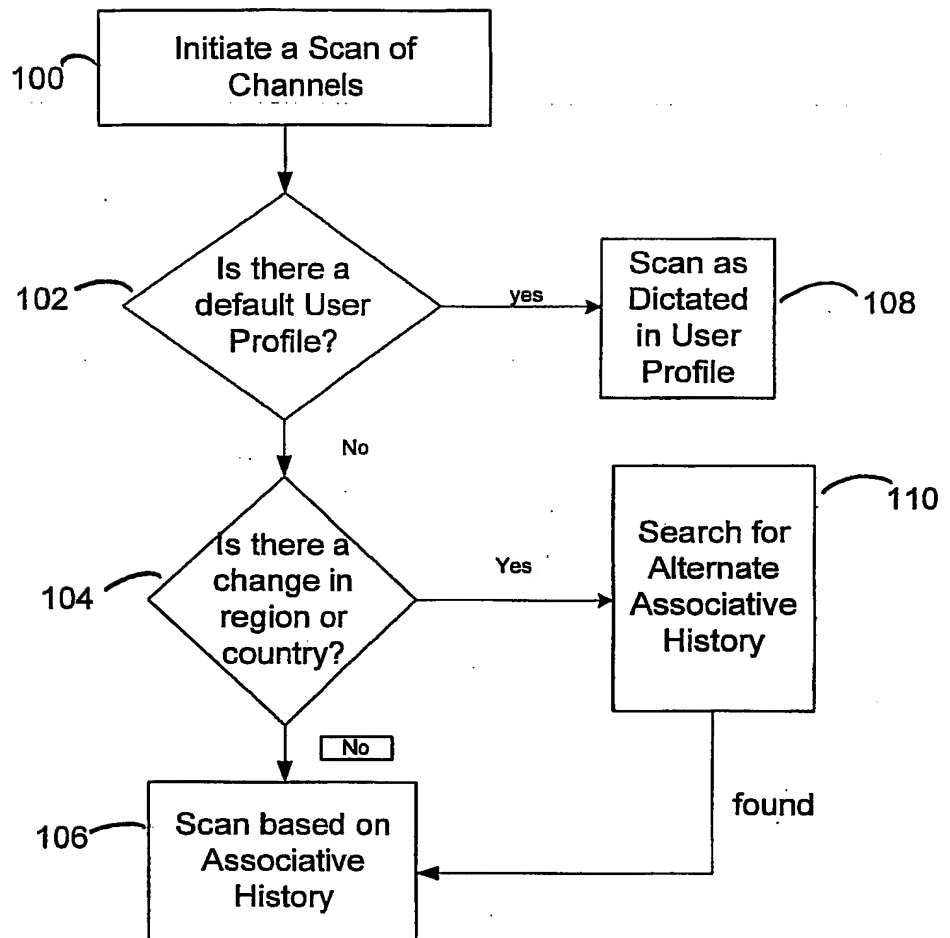 100
Initiate a Scan of
Channels
102
Is there a
default User
Profile?
yes
Scan as
Dictated
in User
Profile
108
No
104
Is there a
change in
region or
country?
Yes
Search for
Alternate
Associative
History
110
No
found
106
Scan based on
Associative
History